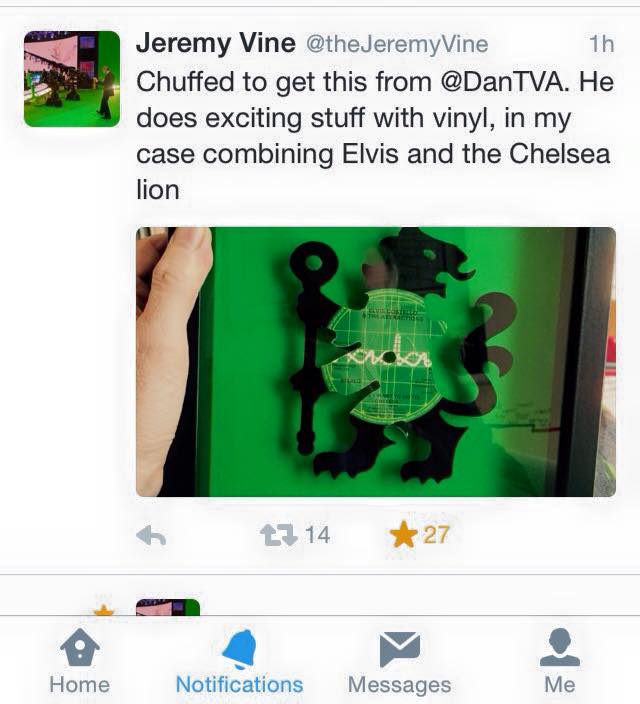 Jeremy Vine @theJeremyVine 1h
Chuffed to get this from @DanTVA. He
does exciting stuff with vinyl, in my
case combining Elvis and the Chelsea
lion
ELVIS COSTELLO
& THE ATTRACTIONS
STEREO
14 27
Home Notifications Messages Me